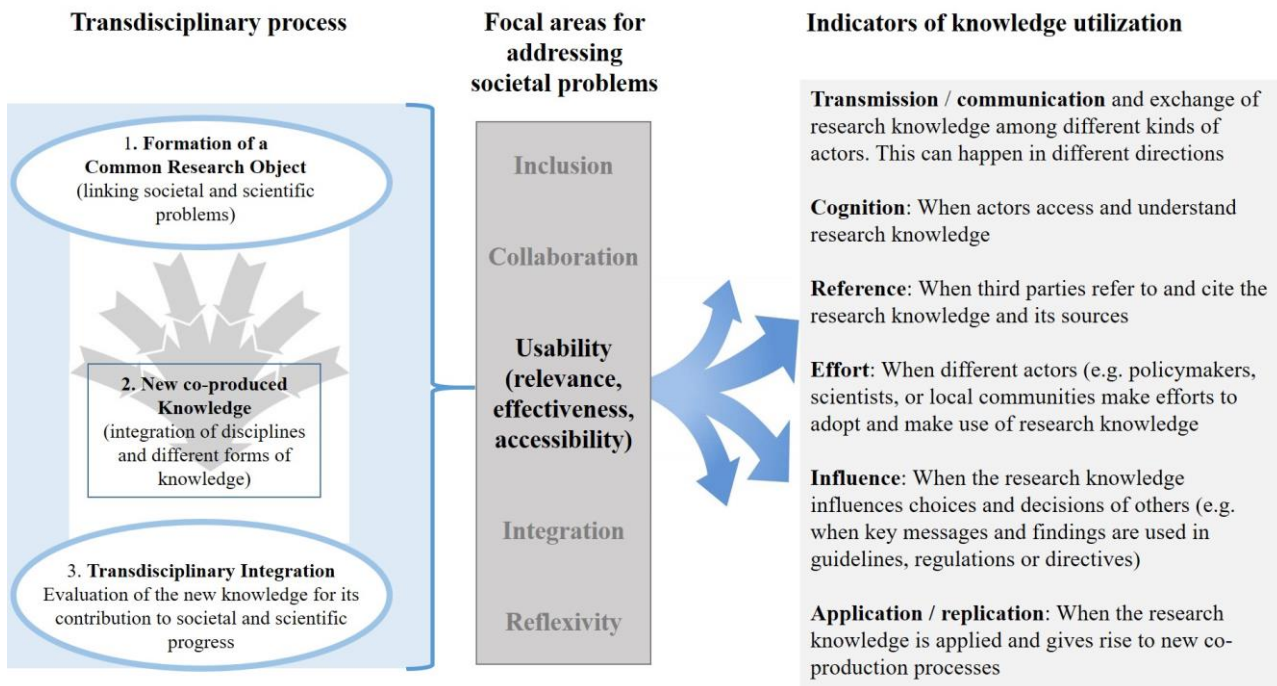 Transdisciplinary process
1. Formation of a
Common Research Object
(linking societal and scientific
problems)
2. New co-produced
Knowledge
(integration of disciplines
and different forms of
knowledge)
3. Transdisciplinary Integration
Evaluation of the new knowledge for its
contribution to societal and scientific
progress
Focal areas for
addressing
societal problems
Inclusion
Collaboration
Usability
(relevance,
effectiveness,
accessibility)
Integration
Reflexivity
Indicators of knowledge utilization
Transmission / communication and exchange of
research knowledge among different kinds of
actors. This can happen in different directions
Cognition: When actors access and understand
research knowledge
Reference: When third parties refer to and cite the
research knowledge and its sources
Effort: When different actors (e.g. policymakers,
scientists, or local communities make efforts to
adopt and make use of research knowledge
Influence: When the research knowledge
influences choices and decisions of others (e.g.
when key messages and findings are used in
guidelines, regulations or directives)
Application / replication: When the research
knowledge is applied and gives rise to new co-
production processes